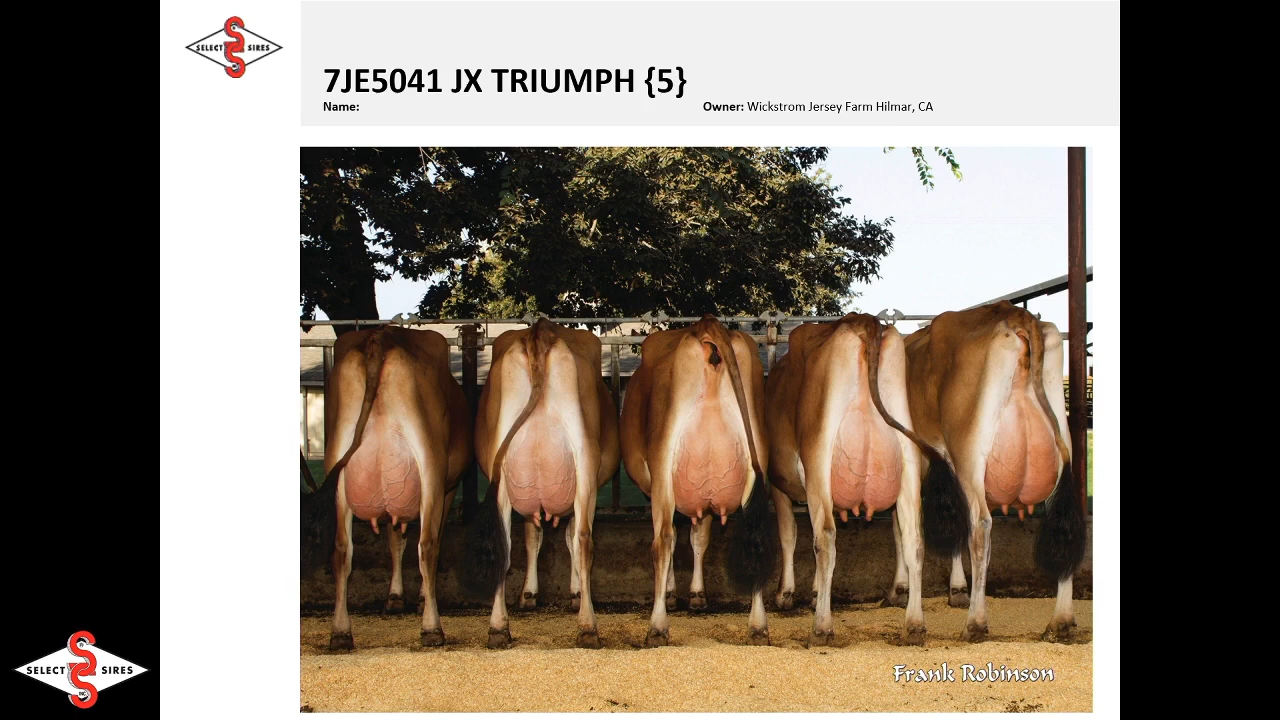 SELECT SIRES
7JE5041 JX TRIUMPH {5}
Name:
Owner: Wickstrom Jersey Farm Hilmar, CA
Frank Robinson
SELECT SIRES